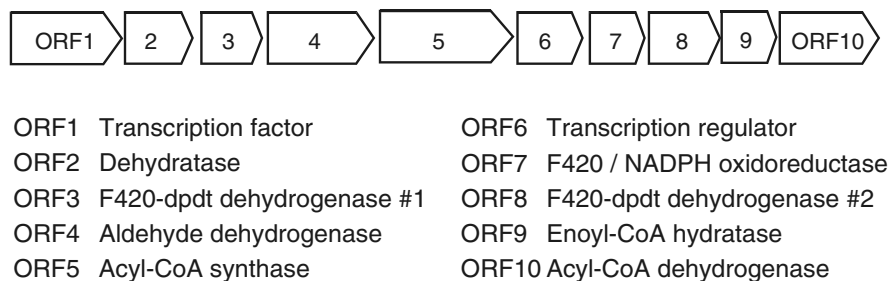 ORF1 2 3 4 5 6 7 8 9 ORF10
ORF1 Transcription factor
ORF2 Dehydratase
ORF3 F420-dpdt dehydrogenase #1
ORF4 Aldehyde dehydrogenase
ORF5 Acyl-CoA synthase
ORF6 Transcription regulator
ORF7 F420 / NADPH oxidoreductase
ORF8 F420-dpdt dehydrogenase #2
ORF9 Enoyl-CoA hydratase
ORF10 Acyl-CoA dehydrogenase